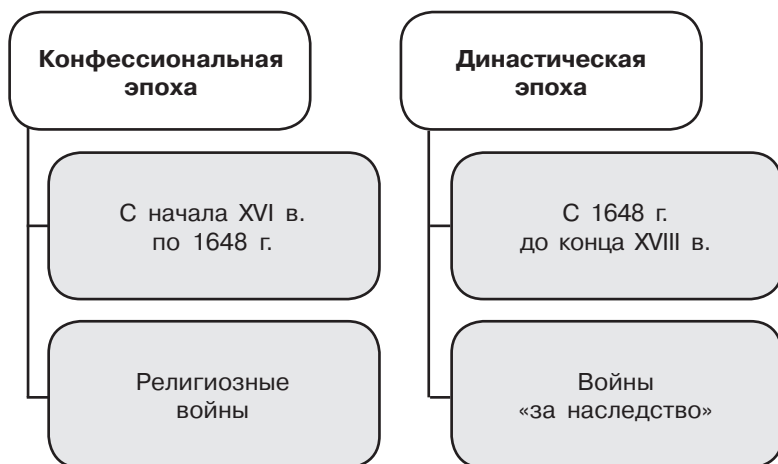 Конфессиональная
эпоха
С начала XVI в.
по 1648 г.
Религиозные
войны
Династическая
эпоха
С 1648 г.
до конца XVIII в.
Войны
«за наследство»